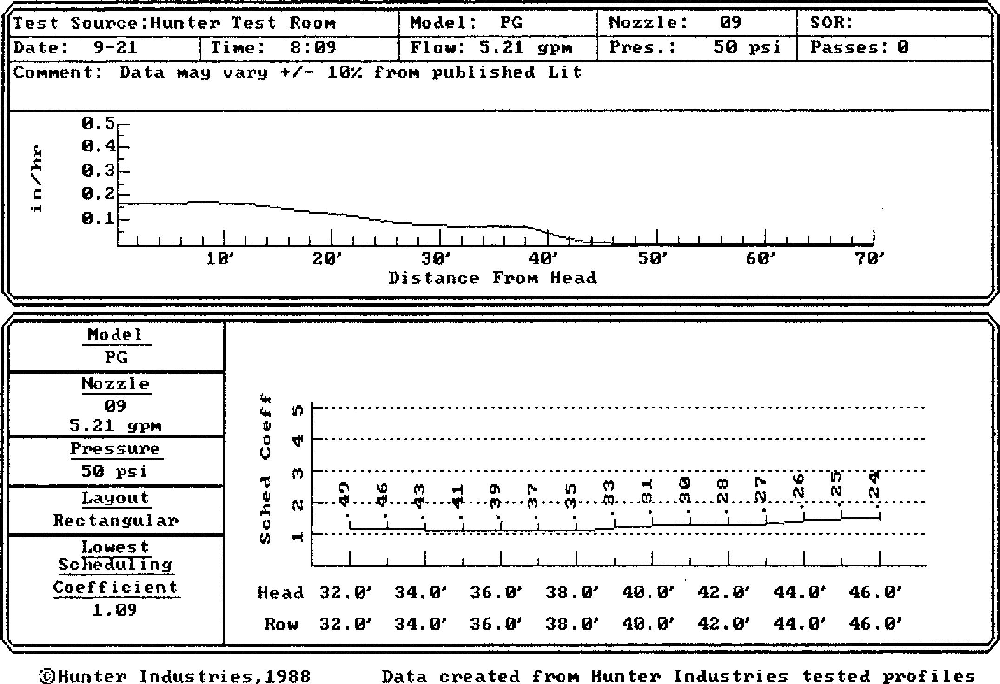 Test Source:Hunter Test Room Model: PG Nozzle: 09 SOR:
Date: 9-21 Time: 8:09 Flow: 5.21 gpm Pres.: 50 psi Passes: 0
Comment: Data may vary +/- 10% from published Lit
in/hr
0.5
0.4
0.3
0.2
0.1
10' 20' 30' 40' 50' 60' 70'
Distance From Head
Model
PG
Nozzle
09
5.21 gpm
Pressure
50 psi
Layout
Rectangular
Lowest
Scheduling
Coefficient
1.09
Sched Coeff
5
4
3
2
1
.49 .46 .43 .41 .39 .37 .35 .33 .31 .30 .28 .27 .26 .25 .24
Head 32.0' 34.0' 36.0' 38.0' 40.0' 42.0' 44.0' 46.0'
Row 32.0' 34.0' 36.0' 38.0' 40.0' 42.0' 44.0' 46.0'
©Hunter Industries,1988 Data created from Hunter Industries tested profiles